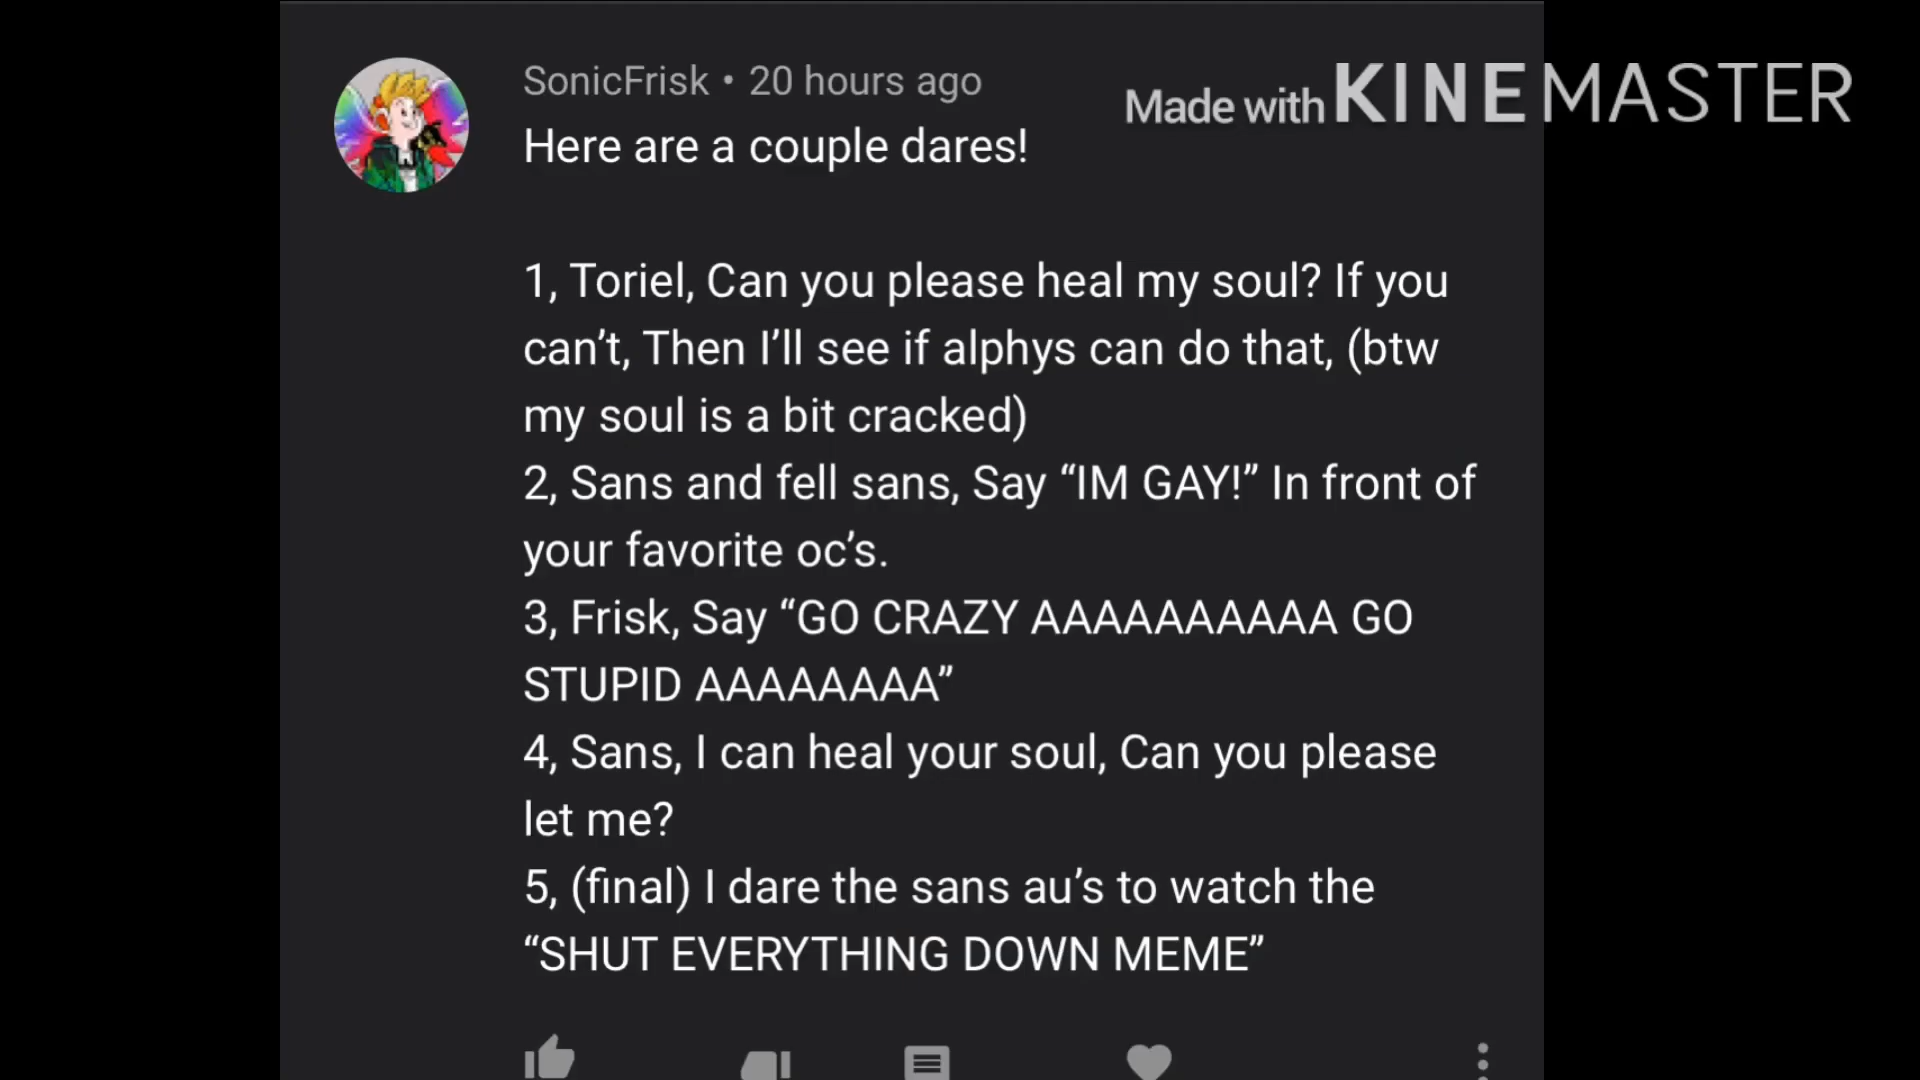 SonicFrisk • 20 hours ago
Made with KINEMASTER
Here are a couple dares!
1, Toriel, Can you please heal my soul? If you
can’t, Then I’ll see if alphys can do that, (btw
my soul is a bit cracked)
2, Sans and fell sans, Say “IM GAY!” In front of
your favorite oc’s.
3, Frisk, Say “GO CRAZY AAAAAAAAAA GO
STUPID AAAAAAAA”
4, Sans, I can heal your soul, Can you please
let me?
5, (final) I dare the sans au’s to watch the
“SHUT EVERYTHING DOWN MEME”